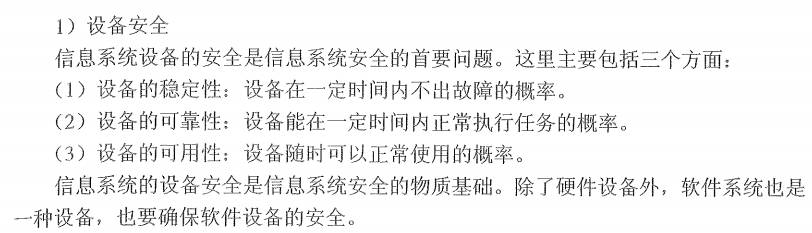 1）设备安全
信息系统设备的安全是信息系统安全的首要问题。这里主要包括三个方面：
（1）设备的稳定性：设备在一定时间内不出故障的概率。
（2）设备的可靠性：设备能在一定时间内正常执行任务的概率。
（3）设备的可用性：设备随时可以正常使用的概率。
信息系统的设备安全是信息系统安全的物质基础。除了硬件设备外，软件系统也是
一种设备，也要确保软件设备的安全。